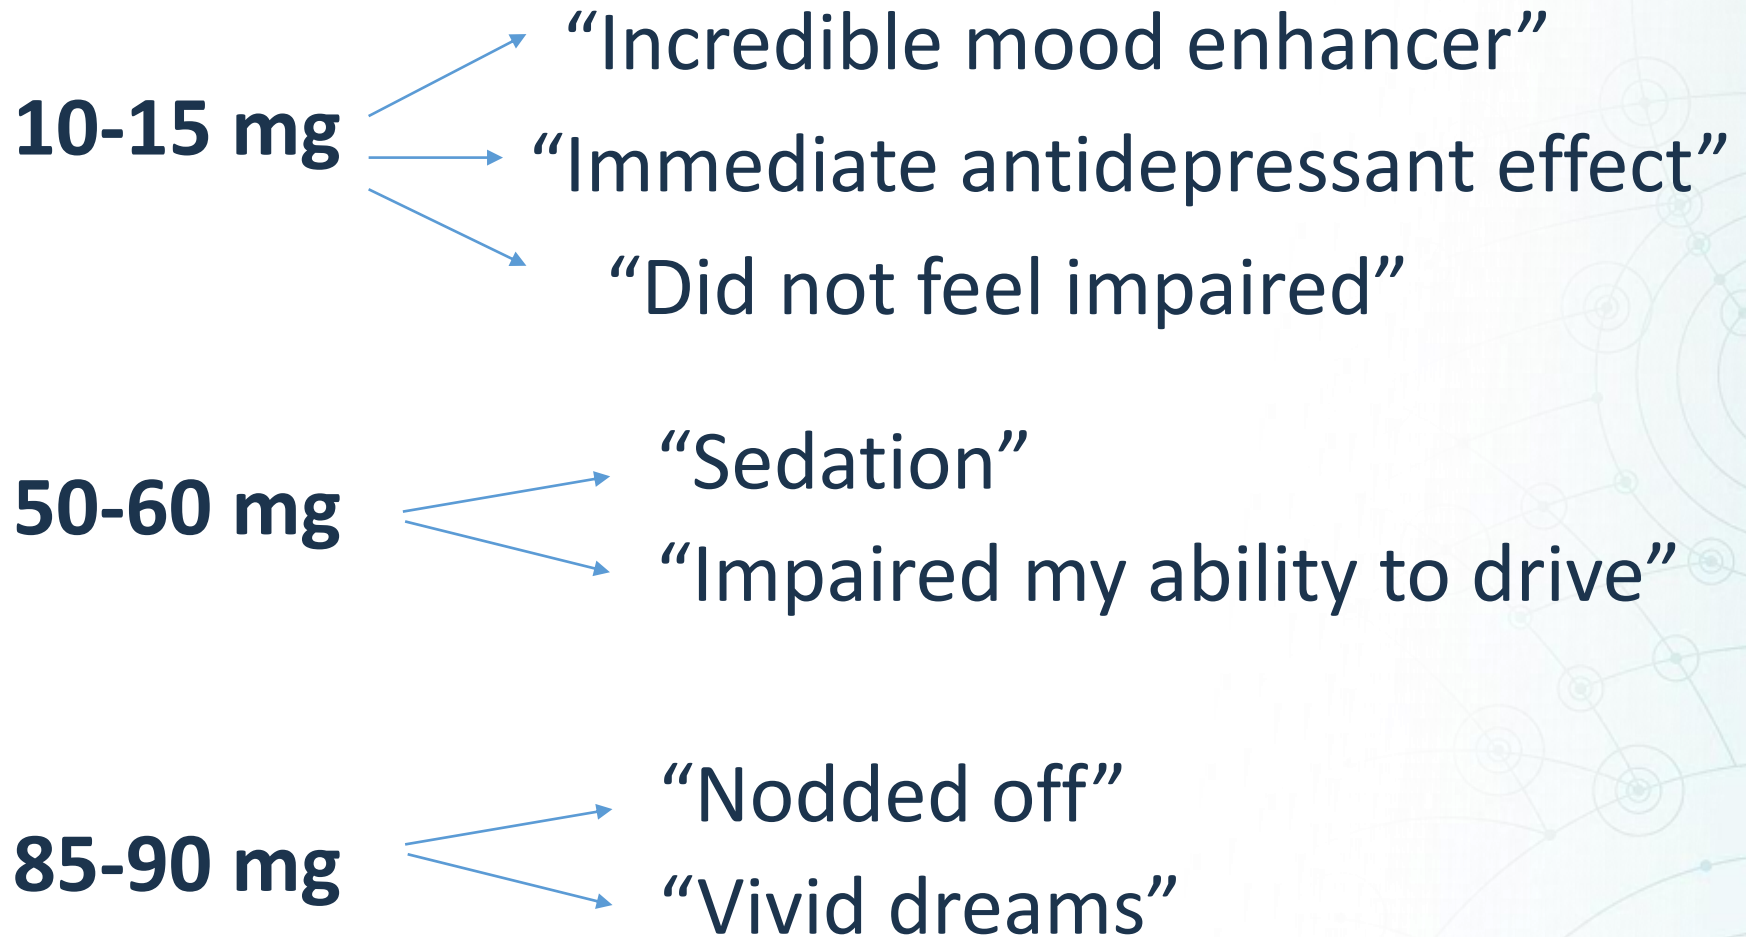 “Incredible mood enhancer”
10-15 mg
“Immediate antidepressant effect”
“Did not feel impaired”
“Sedation”
50-60 mg
“Impaired my ability to drive”
“Nodded off”
85-90 mg
“Vivid dreams”